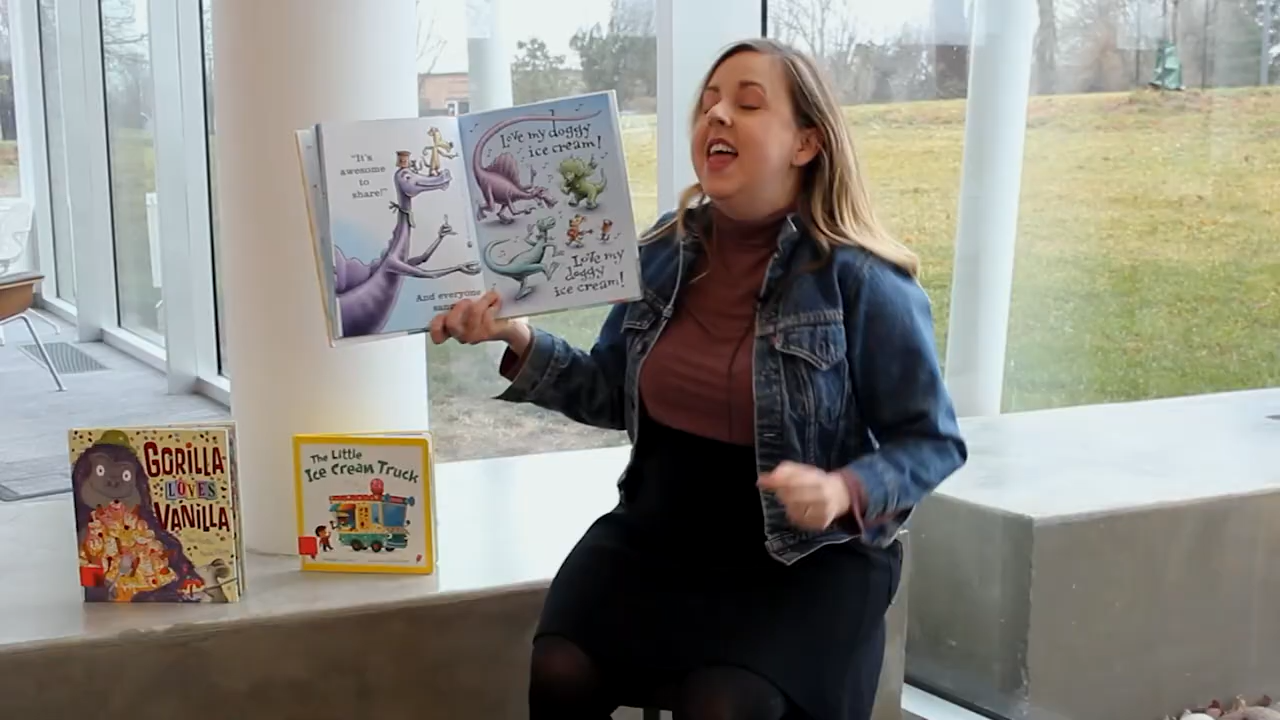 "It's
awesome
to
share!"
And everyone
sang
Love my doggy
ice cream!
Love my
doggy
ice cream!
GORILLA
LOVES
VANILLA
The Little
Ice Cream Truck